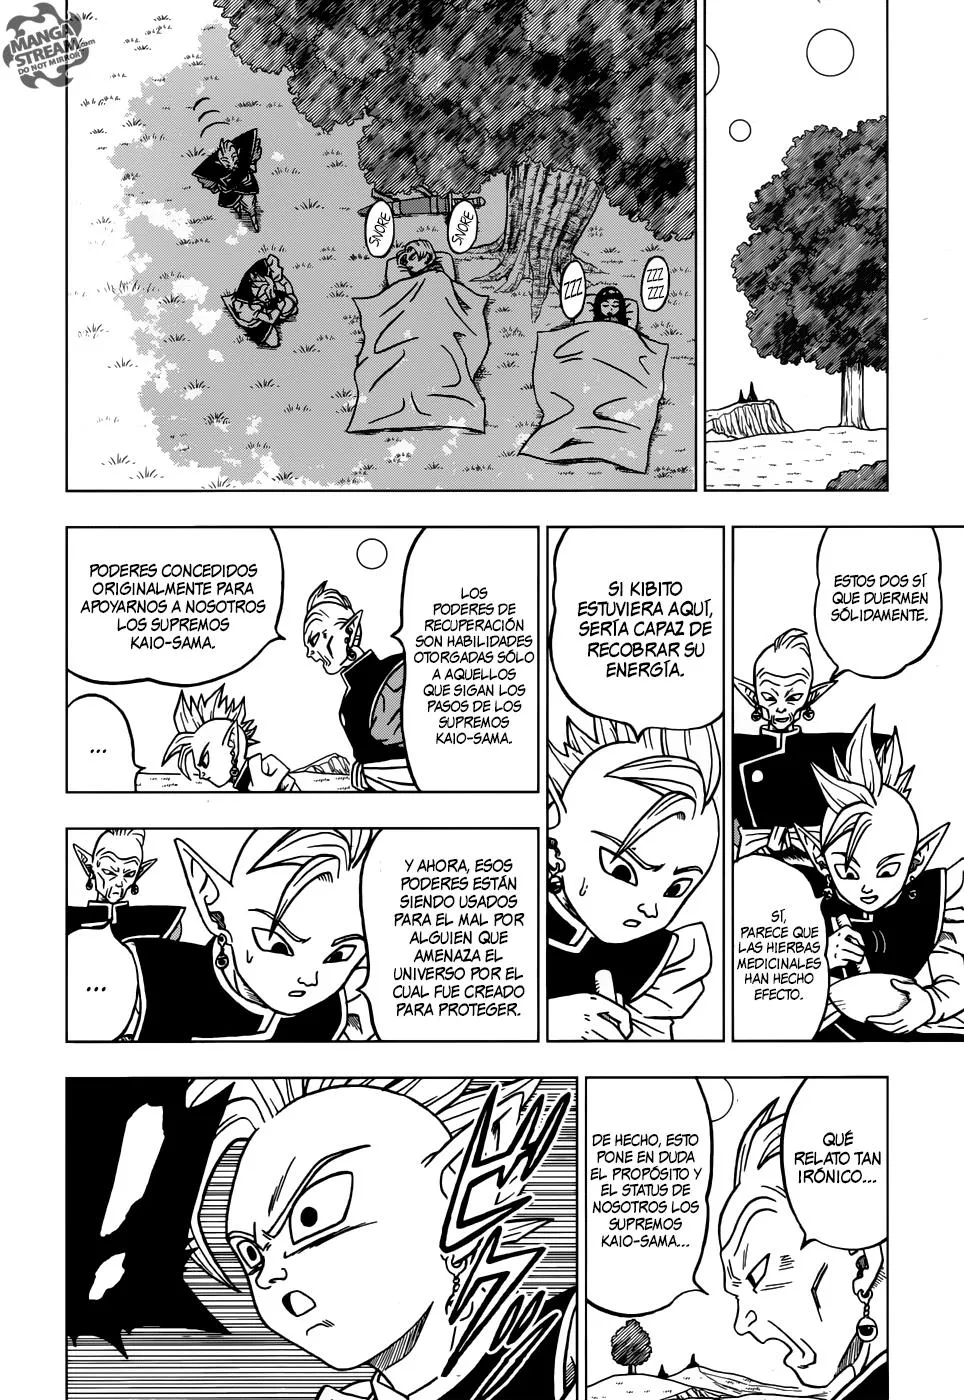 MANGA
STREAM.com
DO NOT MIRROR
SNORE
SNORE
ZZZ
ZZZ
ZZZ
ESTOS DOS SÍ
QUE DUERMEN
SÓLIDAMENTE.
SÍ,
PARECE QUE
LAS HIERBAS
MEDICINALES
HAN HECHO
EFECTO.
SI KIBITO
ESTUVIERA AQUÍ,
SERÍA CAPAZ DE
RECOBRAR SU
ENERGÍA.
LOS
PODERES DE
RECUPERACIÓN
SON HABILIDADES
OTORGADAS SÓLO
A AQUELLOS
QUE SIGAN LOS
PASOS DE LOS
SUPREMOS
KAIO-SAMA.
PODERES CONCEDIDOS
ORIGINALMENTE PARA
APOYARNOS A NOSOTROS
LOS SUPREMOS
KAIO-SAMA.
...
Y AHORA, ESOS
PODERES ESTÁN
SIENDO USADOS
PARA EL MAL POR
ALGUIEN QUE
AMENAZA EL
UNIVERSO POR EL
CUAL FUE CREADO
PARA PROTEGER.
...
QUÉ
RELATO TAN
IRÓNICO...
DE HECHO, ESTO
PONE EN DUDA
EL PROPÓSITO Y
EL STATUS DE
NOSOTROS LOS
SUPREMOS
KAIO-SAMA...